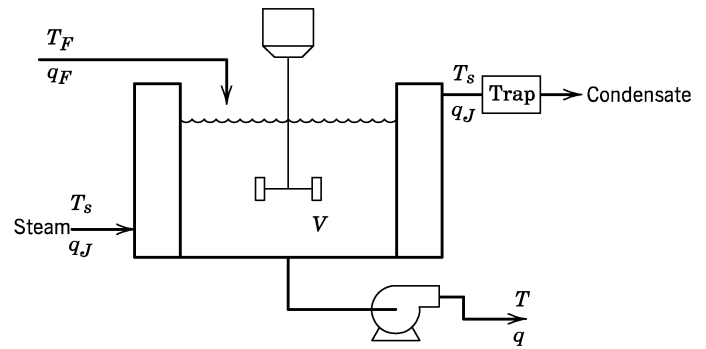 T_F
q_F
T_s
q_J
Trap
Condensate
T_s
Steam
q_J
V
T
q